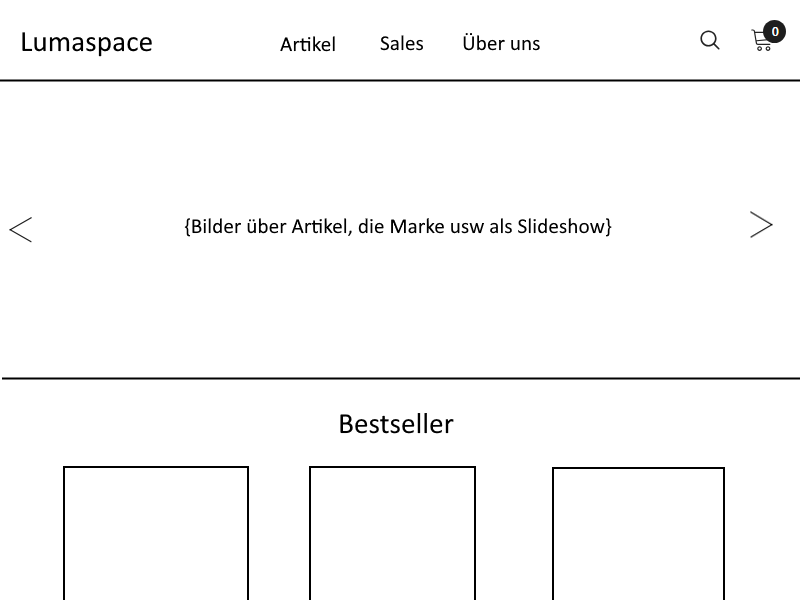 Lumaspace
Artikel Sales Über uns
0
{Bilder über Artikel, die Marke usw als Slideshow}
Bestseller